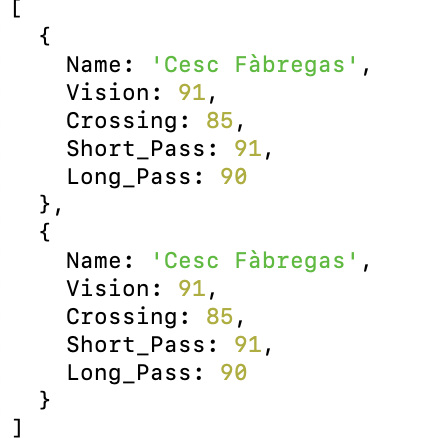 [
  {
    Name: 'Cesc Fàbregas',
    Vision: 91,
    Crossing: 85,
    Short_Pass: 91,
    Long_Pass: 90
  },
  {
    Name: 'Cesc Fàbregas',
    Vision: 91,
    Crossing: 85,
    Short_Pass: 91,
    Long_Pass: 90
  }
]